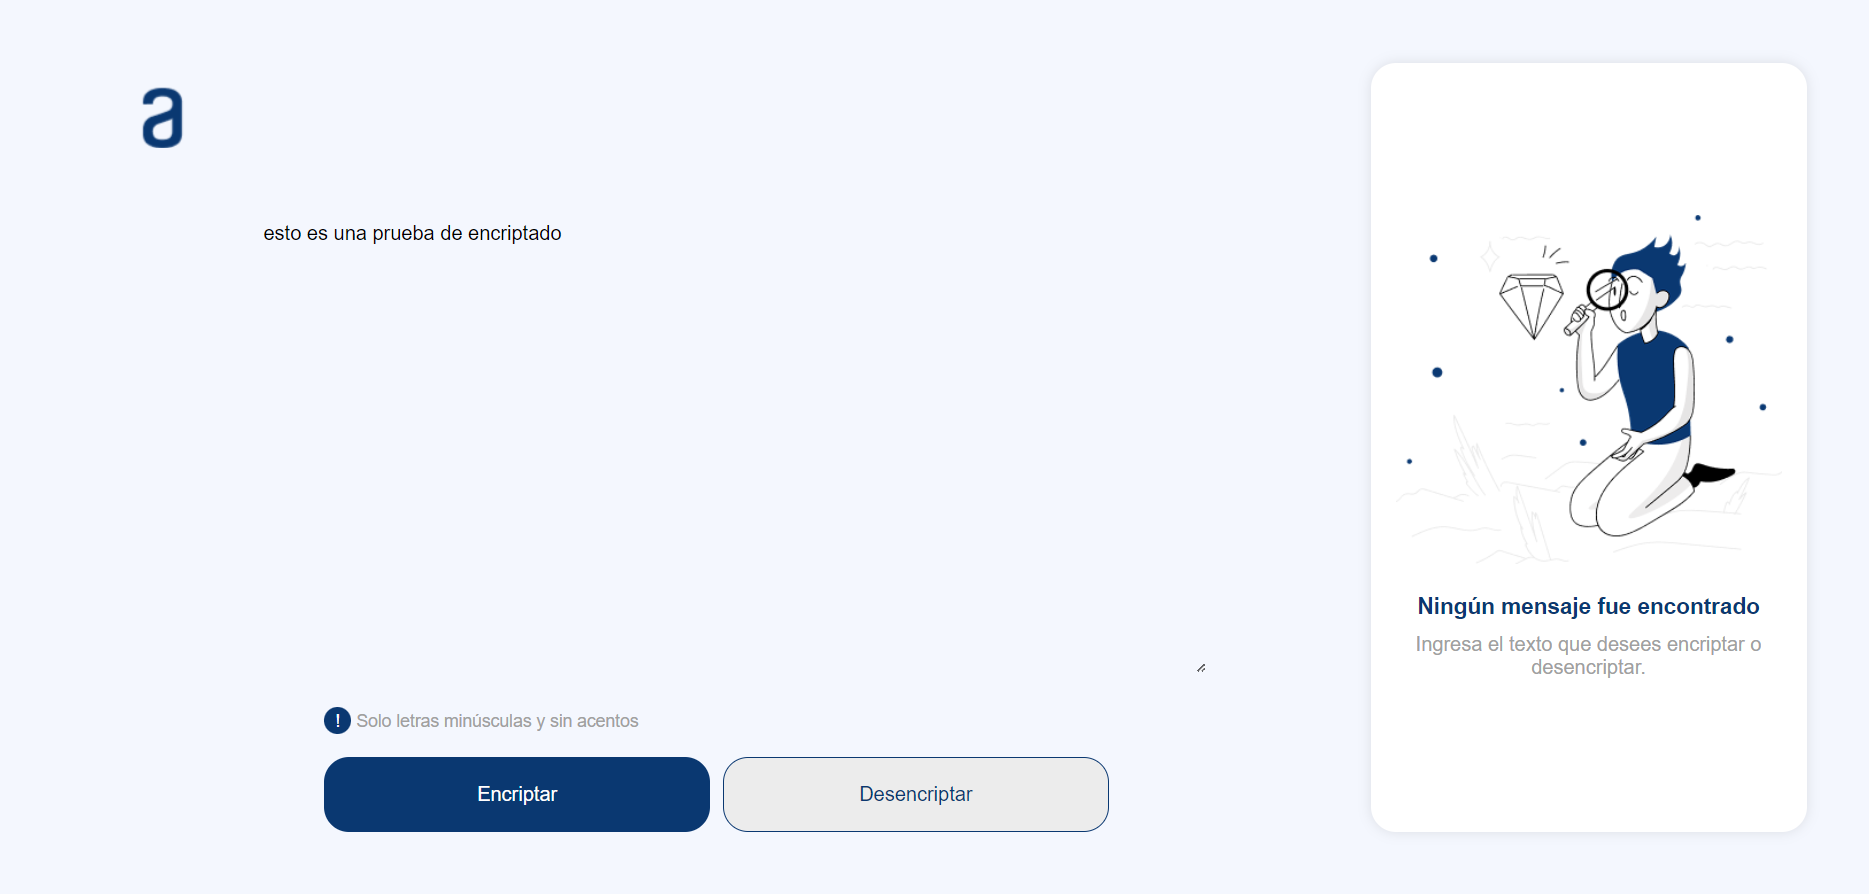 a
esto es una prueba de encriptado
! Solo letras minúsculas y sin acentos
Encriptar
Desencriptar
Ningún mensaje fue encontrado
Ingresa el texto que desees encriptar o
desencriptar.